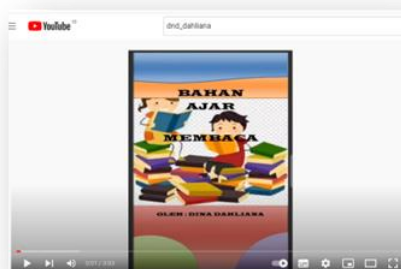 YouTube
dnd_dahliana
BAHAN
AJAR
MEMBACA
OLEH : DINA DAHLIANA